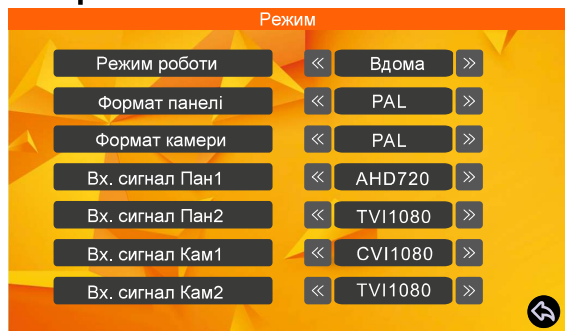 Режим
Режим роботи « Вдома »
Формат панелі « PAL »
Формат камери « PAL »
Вх. сигнал Пан1 « AHD720 »
Вх. сигнал Пан2 « TVI1080 »
Вх. сигнал Кам1 « CVI1080 »
Вх. сигнал Кам2 « TVI1080 »